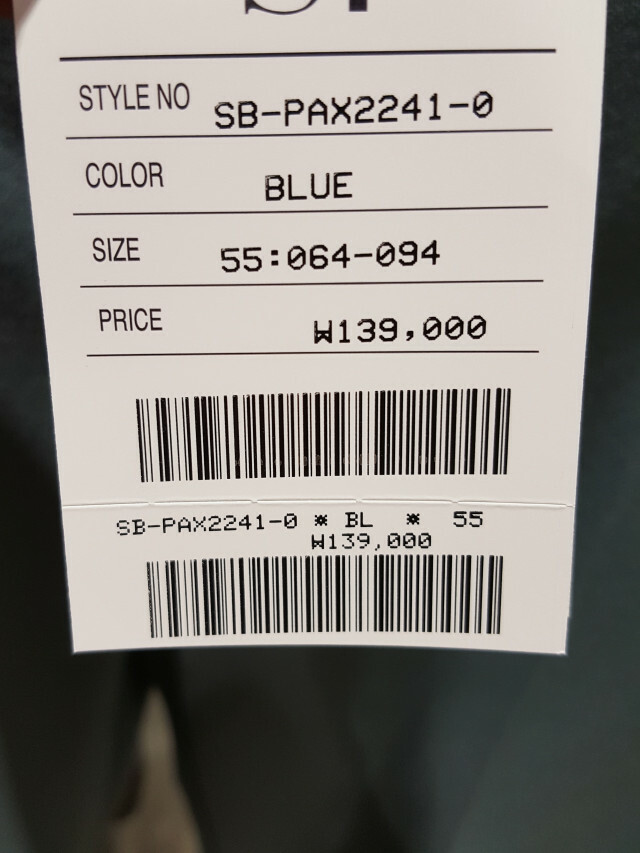 STYLE NO SB-PAX2241-0
COLOR BLUE
SIZE 55:064-094
PRICE ₩139,000
SB-PAX2241-0 * BL * 55
₩139,000